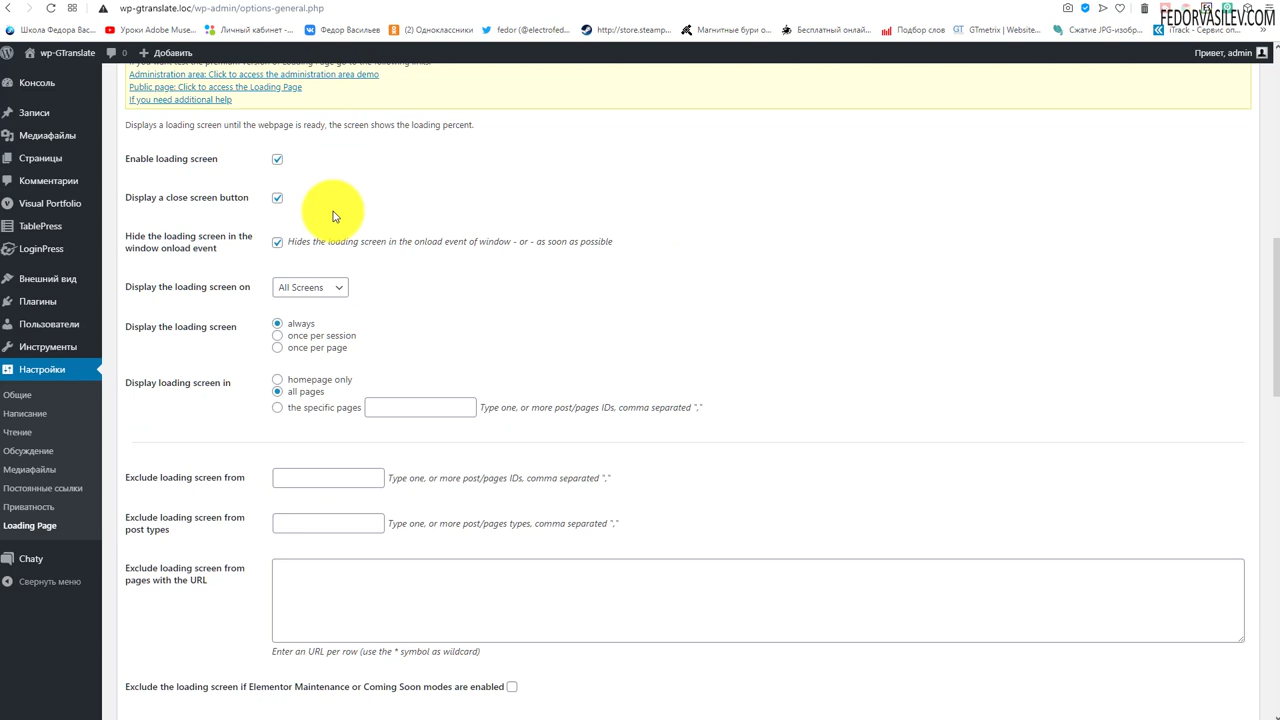 wp-gtranslate.loc/wp-admin/options-general.php
FEDORVASILEV.COM
Школа Федора Вас...
Уроки Adobe Muse...
Личный кабинет -...
Федор Васильев
(2) Одноклассники
fedor (@electrofed...
http://store.steamp...
Магнитные бури о...
Бесплатный онлай...
Подбор слов
GTmetrix | Website...
Сжатие JPG-изобр...
iTrack - Сервис оп...
wp-GTranslate
0
Добавить
Привет, admin
Консоль
Записи
Медиафайлы
Страницы
Комментарии
Visual Portfolio
TablePress
LoginPress
Внешний вид
Плагины
Пользователи
Инструменты
Настройки
Общие
Написание
Чтение
Обсуждение
Медиафайлы
Постоянные ссылки
Приватность
Loading Page
Chaty
Свернуть меню
If you want test the premium version of Loading Page go to the following links:
Administration area: Click to access the administration area demo
Public page: Click to access the Loading Page
If you need additional help
Displays a loading screen until the webpage is ready, the screen shows the loading percent.
Enable loading screen
Display a close screen button
Hide the loading screen in the
window onload event
Hides the loading screen in the onload event of window - or - as soon as possible
Display the loading screen on
All Screens
Display the loading screen
always
once per session
once per page
Display loading screen in
homepage only
all pages
the specific pages
Type one, or more post/pages IDs, comma separated ","
Exclude loading screen from
Type one, or more post/pages IDs, comma separated ","
Exclude loading screen from
post types
Type one, or more post/pages types, comma separated ","
Exclude loading screen from
pages with the URL
Enter an URL per row (use the * symbol as wildcard)
Exclude the loading screen if Elementor Maintenance or Coming Soon modes are enabled